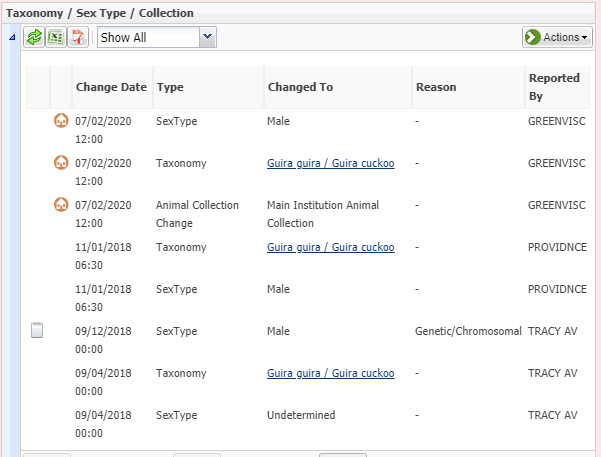 Taxonomy / Sex Type / Collection
Show All
Actions
Change Date Type Changed To Reason Reported By
07/02/2020 12:00 SexType Male - GREENVISC
07/02/2020 12:00 Taxonomy Guira guira / Guira cuckoo - GREENVISC
07/02/2020 12:00 Animal Collection Change Main Institution Animal Collection - GREENVISC
11/01/2018 06:30 Taxonomy Guira guira / Guira cuckoo - PROVIDNCE
11/01/2018 06:30 SexType Male - PROVIDNCE
09/12/2018 00:00 SexType Male Genetic/Chromosomal TRACY AV
09/04/2018 00:00 Taxonomy Guira guira / Guira cuckoo - TRACY AV
09/04/2018 00:00 SexType Undetermined - TRACY AV